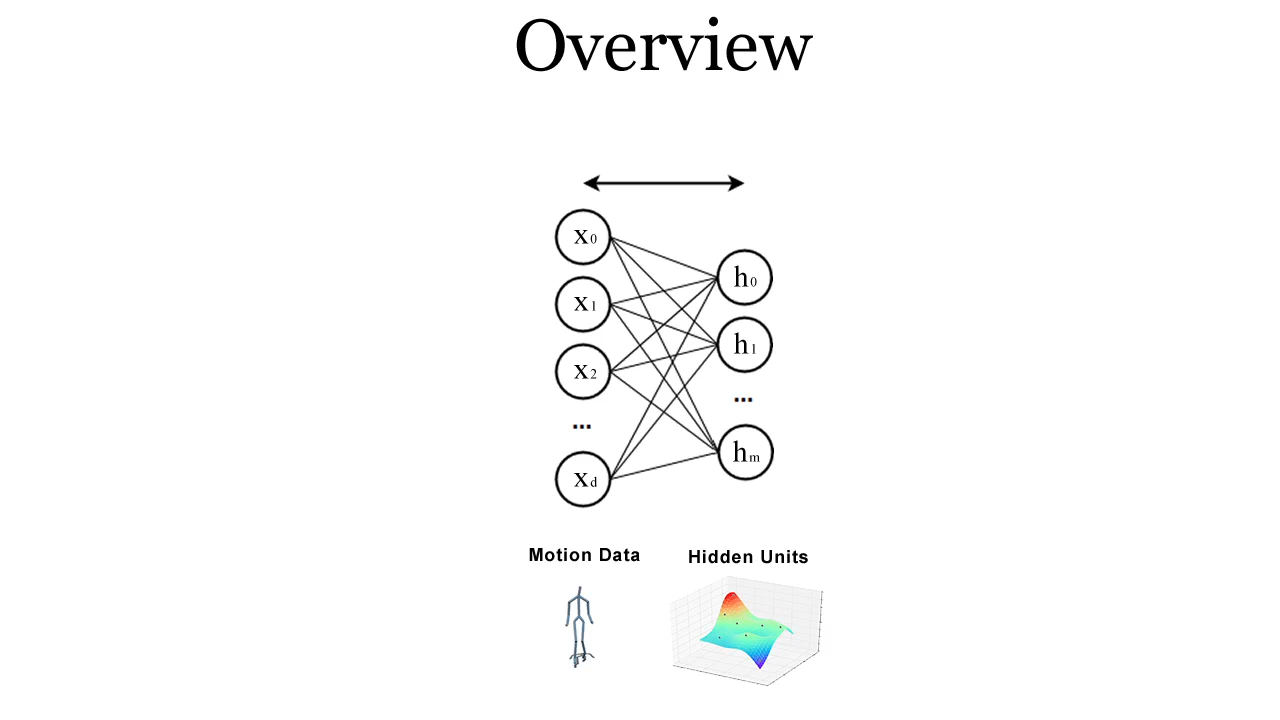 Overview
x0
h0
x1
h1
x2
...
...
hm
xd
Motion Data
Hidden Units